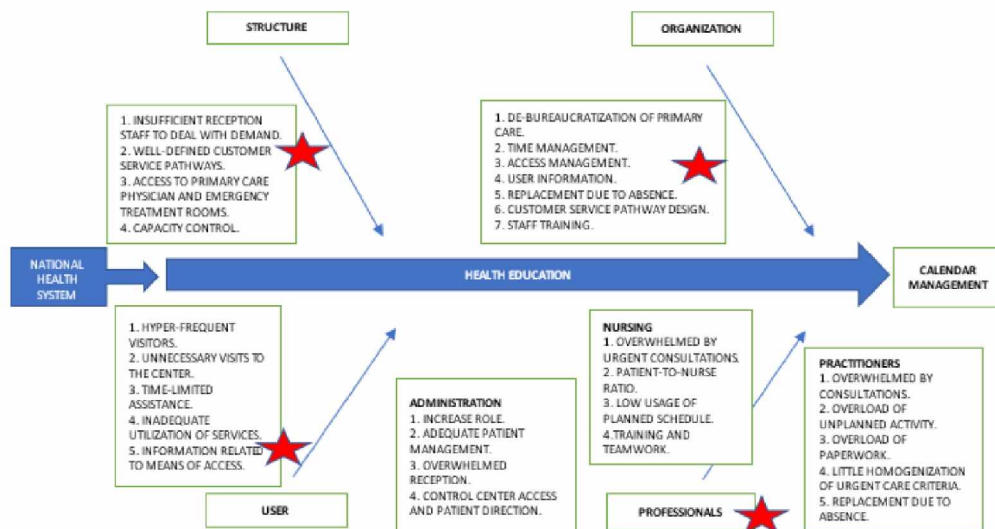 STRUCTURE
ORGANIZATION
1. INSUFFICIENT RECEPTION
STAFF TO DEAL WITH DEMAND.
2. WELL-DEFINED CUSTOMER
SERVICE PATHWAYS.
3. ACCESS TO PRIMARY CARE
PHYSICIAN AND EMERGENCY
TREATMENT ROOMS.
4. CAPACITY CONTROL.
1. DE-BUREAUCRATIZATION OF PRIMARY
CARE.
2. TIME MANAGEMENT.
3. ACCESS MANAGEMENT.
4. USER INFORMATION.
5. REPLACEMENT DUE TO ABSENCE.
6. CUSTOMER SERVICE PATHWAY DESIGN.
7. STAFF TRAINING.
NATIONAL
HEALTH
SYSTEM
HEALTH EDUCATION
CALENDAR
MANAGEMENT
1. HYPER-FREQUENT
VISITORS.
2. UNNECESSARY VISITS TO
THE CENTER.
3. TIME-LIMITED
ASSISTANCE.
4. INADEQUATE
UTILIZATION OF SERVICES.
5. INFORMATION RELATED
TO MEANS OF ACCESS.
ADMINISTRATION
1. INCREASE ROLE.
2. ADEQUATE PATIENT
MANAGEMENT.
3. OVERWHELMED
RECEPTION.
4. CONTROL CENTER ACCESS
AND PATIENT DIRECTION.
NURSING
1. OVERWHELMED BY
URGENT CONSULTATIONS.
2. PATIENT-TO-NURSE
RATIO.
3. LOW USAGE OF
PLANNED SCHEDULE.
4.TRAINING AND
TEAMWORK.
PRACTITIONERS
1. OVERWHELMED BY
CONSULTATIONS.
2. OVERLOAD OF
UNPLANNED ACTIVITY.
3. OVERLOAD OF
PAPERWORK.
4. LITTLE HOMOGENIZATION
OF URGENT CARE CRITERIA.
5. REPLACEMENT DUE TO
ABSENCE.
USER
PROFESSIONALS